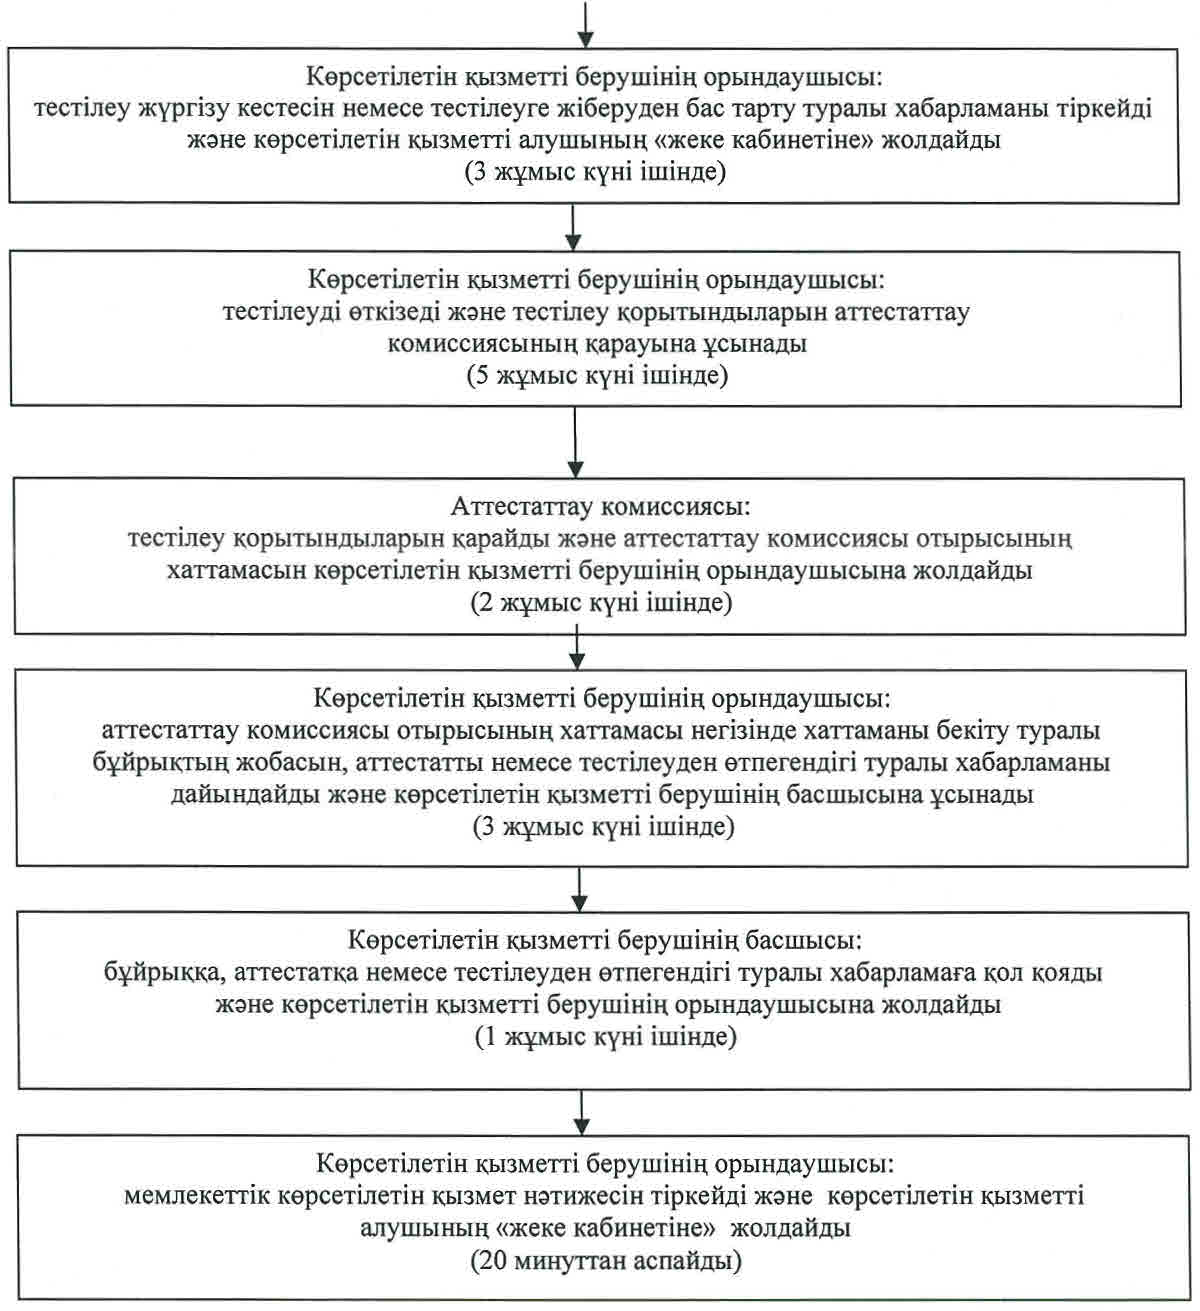 Көрсетілетін қызметті берушінің орындаушысы:
тестілеу жүргізу кестесін немесе тестілеуге жіберуден бас тарту туралы хабарламаны тіркейді
және көрсетілетін қызметті алушының «жеке кабинетіне» жолдайды
(3 жұмыс күні ішінде)
Көрсетілетін қызметті берушінің орындаушысы:
тестілеуді өткізеді және тестілеу қорытындыларын аттестаттау
комиссиясының қарауына ұсынады
(5 жұмыс күні ішінде)
Аттестаттау комиссиясы:
тестілеу қорытындыларын қарайды және аттестаттау комиссиясы отырысының
хаттамасын көрсетілетін қызметті берушінің орындаушысына жолдайды
(2 жұмыс күні ішінде)
Көрсетілетін қызметті берушінің орындаушысы:
аттестаттау комиссиясы отырысының хаттамасы негізінде хаттаманы бекіту туралы
бұйрықтың жобасын, аттестатты немесе тестілеуден өтпегендігі туралы хабарламаны
дайындайды және көрсетілетін қызметті берушінің басшысына ұсынады
(3 жұмыс күні ішінде)
Көрсетілетін қызметті берушінің басшысы:
бұйрыққа, аттестатқа немесе тестілеуден өтпегендігі туралы хабарламаға қол қояды
және көрсетілетін қызметті берушінің орындаушысына жолдайды
(1 жұмыс күні ішінде)
Көрсетілетін қызметті берушінің орындаушысы:
мемлекеттік көрсетілетін қызмет нәтижесін тіркейді және көрсетілетін қызметті
алушының «жеке кабинетіне» жолдайды
(20 минуттан аспайды)